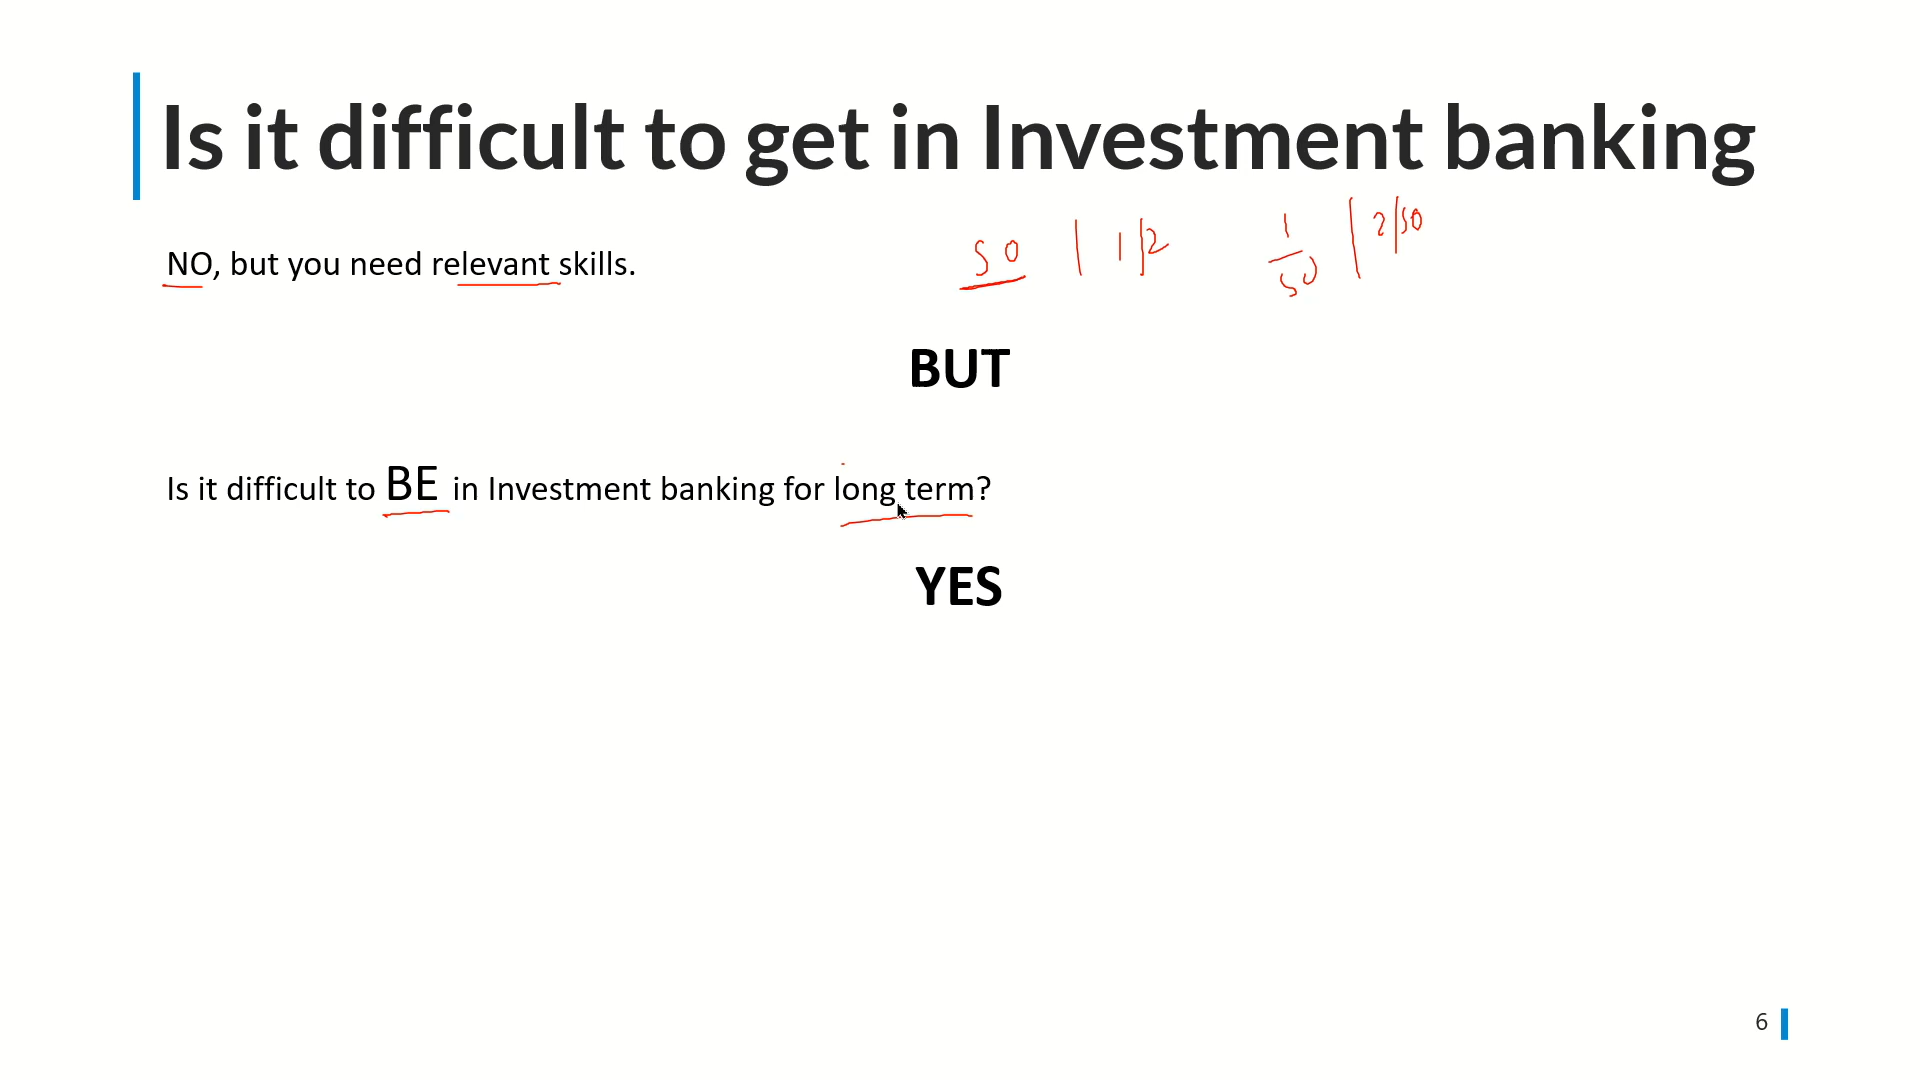 Is it difficult to get in Investment banking
NO, but you need relevant skills.
50 | 1|2
1/50 | 2/50
BUT
Is it difficult to BE in Investment banking for long term?
YES
6